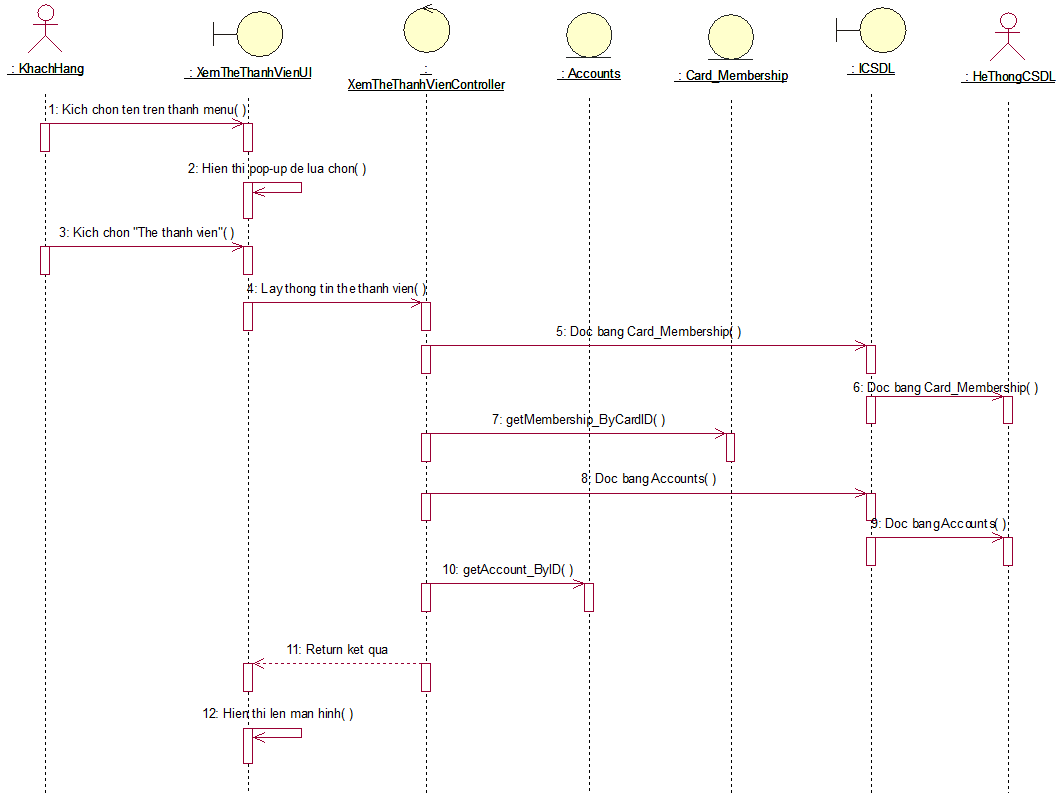 : KhachHang
: XemTheThanhVienUI
:
XemTheThanhVienController
: Accounts
: Card_Membership
: ICSDL
: HeThongCSDL
1: Kich chon ten tren thanh menu( )
2: Hien thi pop-up de lua chon( )
3: Kich chon "The thanh vien"( )
4: Lay thong tin the thanh vien( )
5: Doc bang Card_Membership( )
6: Doc bang Card_Membership( )
7: getMembership_ByCardID( )
8: Doc bang Accounts( )
9: Doc bang Accounts( )
10: getAccount_ByID( )
11: Return ket qua
12: Hien thi len man hinh( )